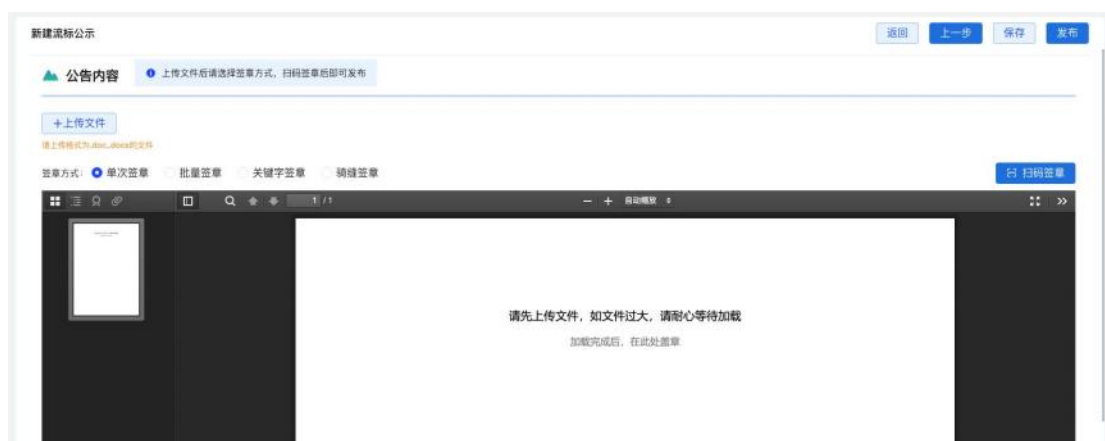 新建流标公示
返回 上一步 保存 发布
公告内容 上传文件后请选择签章方式，扫码签章后即可发布
+上传文件
请上传格式为.doc,.docx的文件
签章方式: 单次签章 批量签章 关键字签章 骑缝签章 扫码签章
1 / 1 自动缩放
请先上传文件，如文件过大，请耐心等待加载
加载完成后，在此处盖章